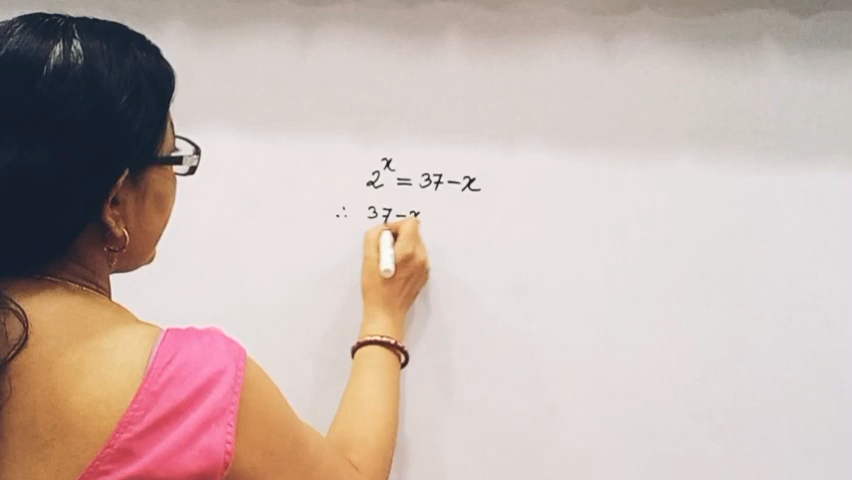 2^x = 37 - x
∴ 37 - x